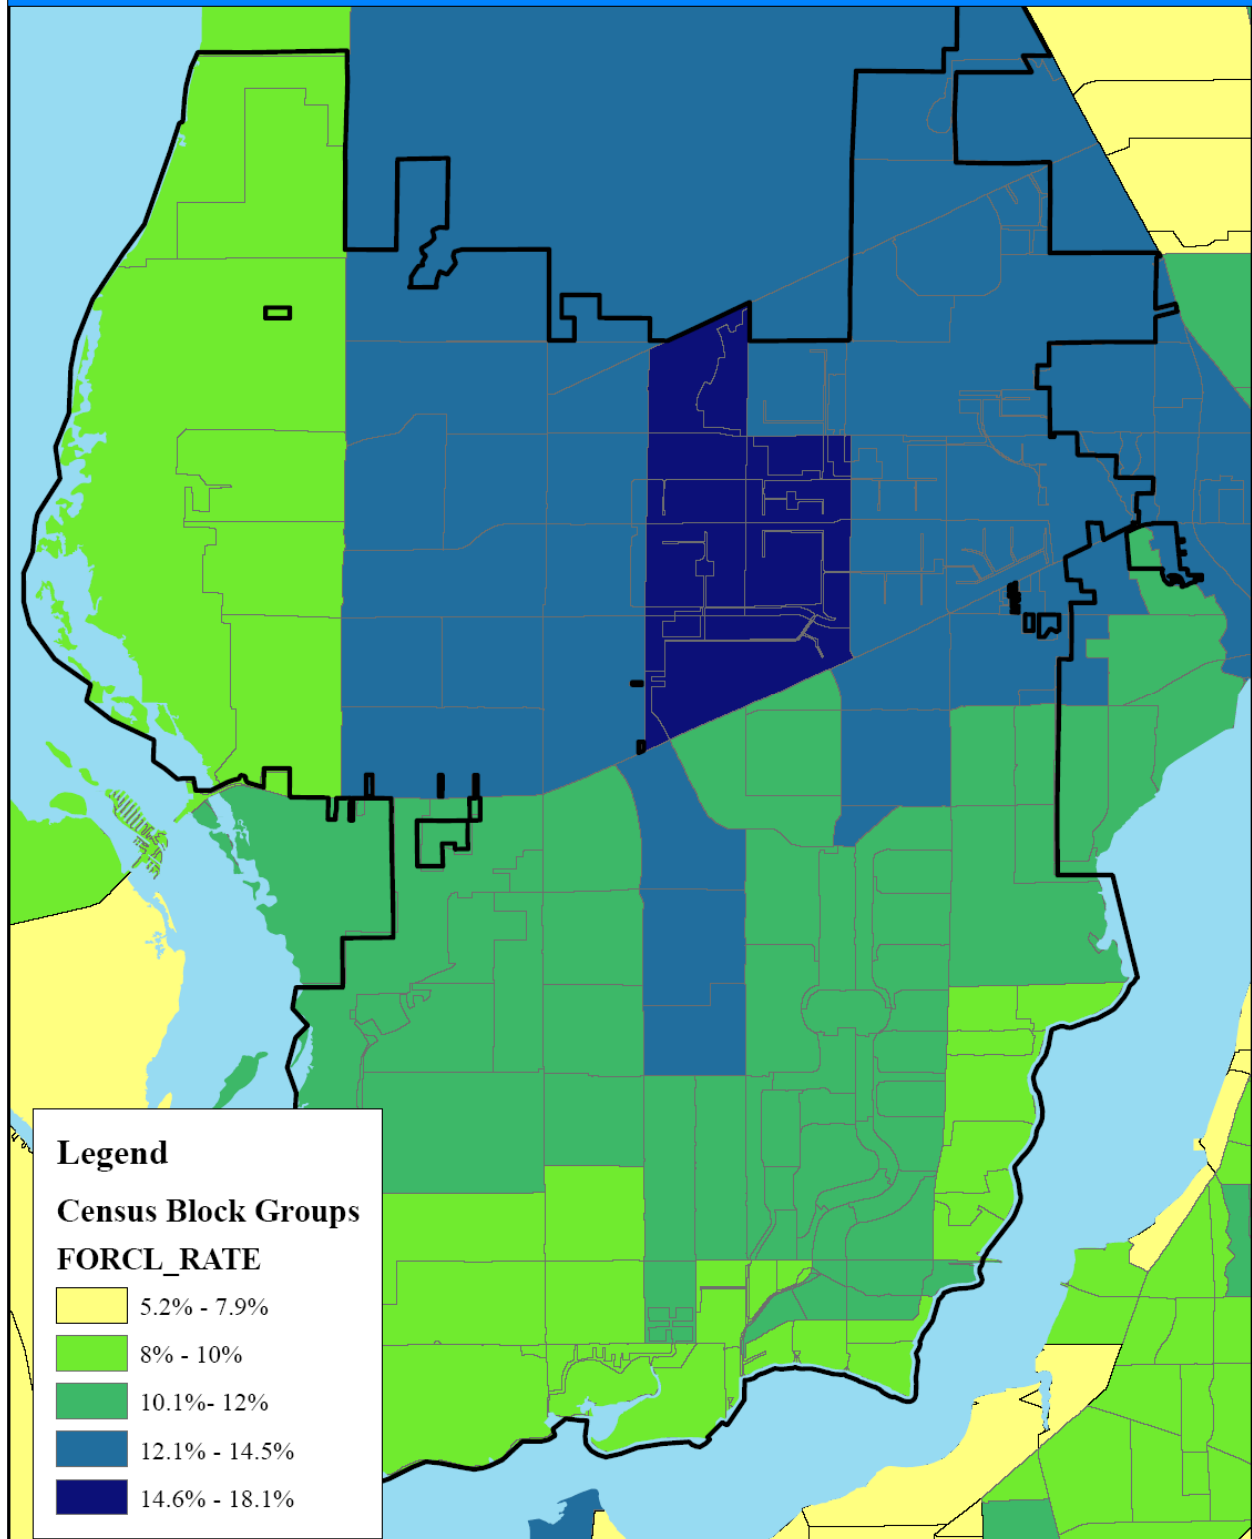 Legend
Census Block Groups
FORCL_RATE
5.2% - 7.9%
8% - 10%
10.1%- 12%
12.1% - 14.5%
14.6% - 18.1%